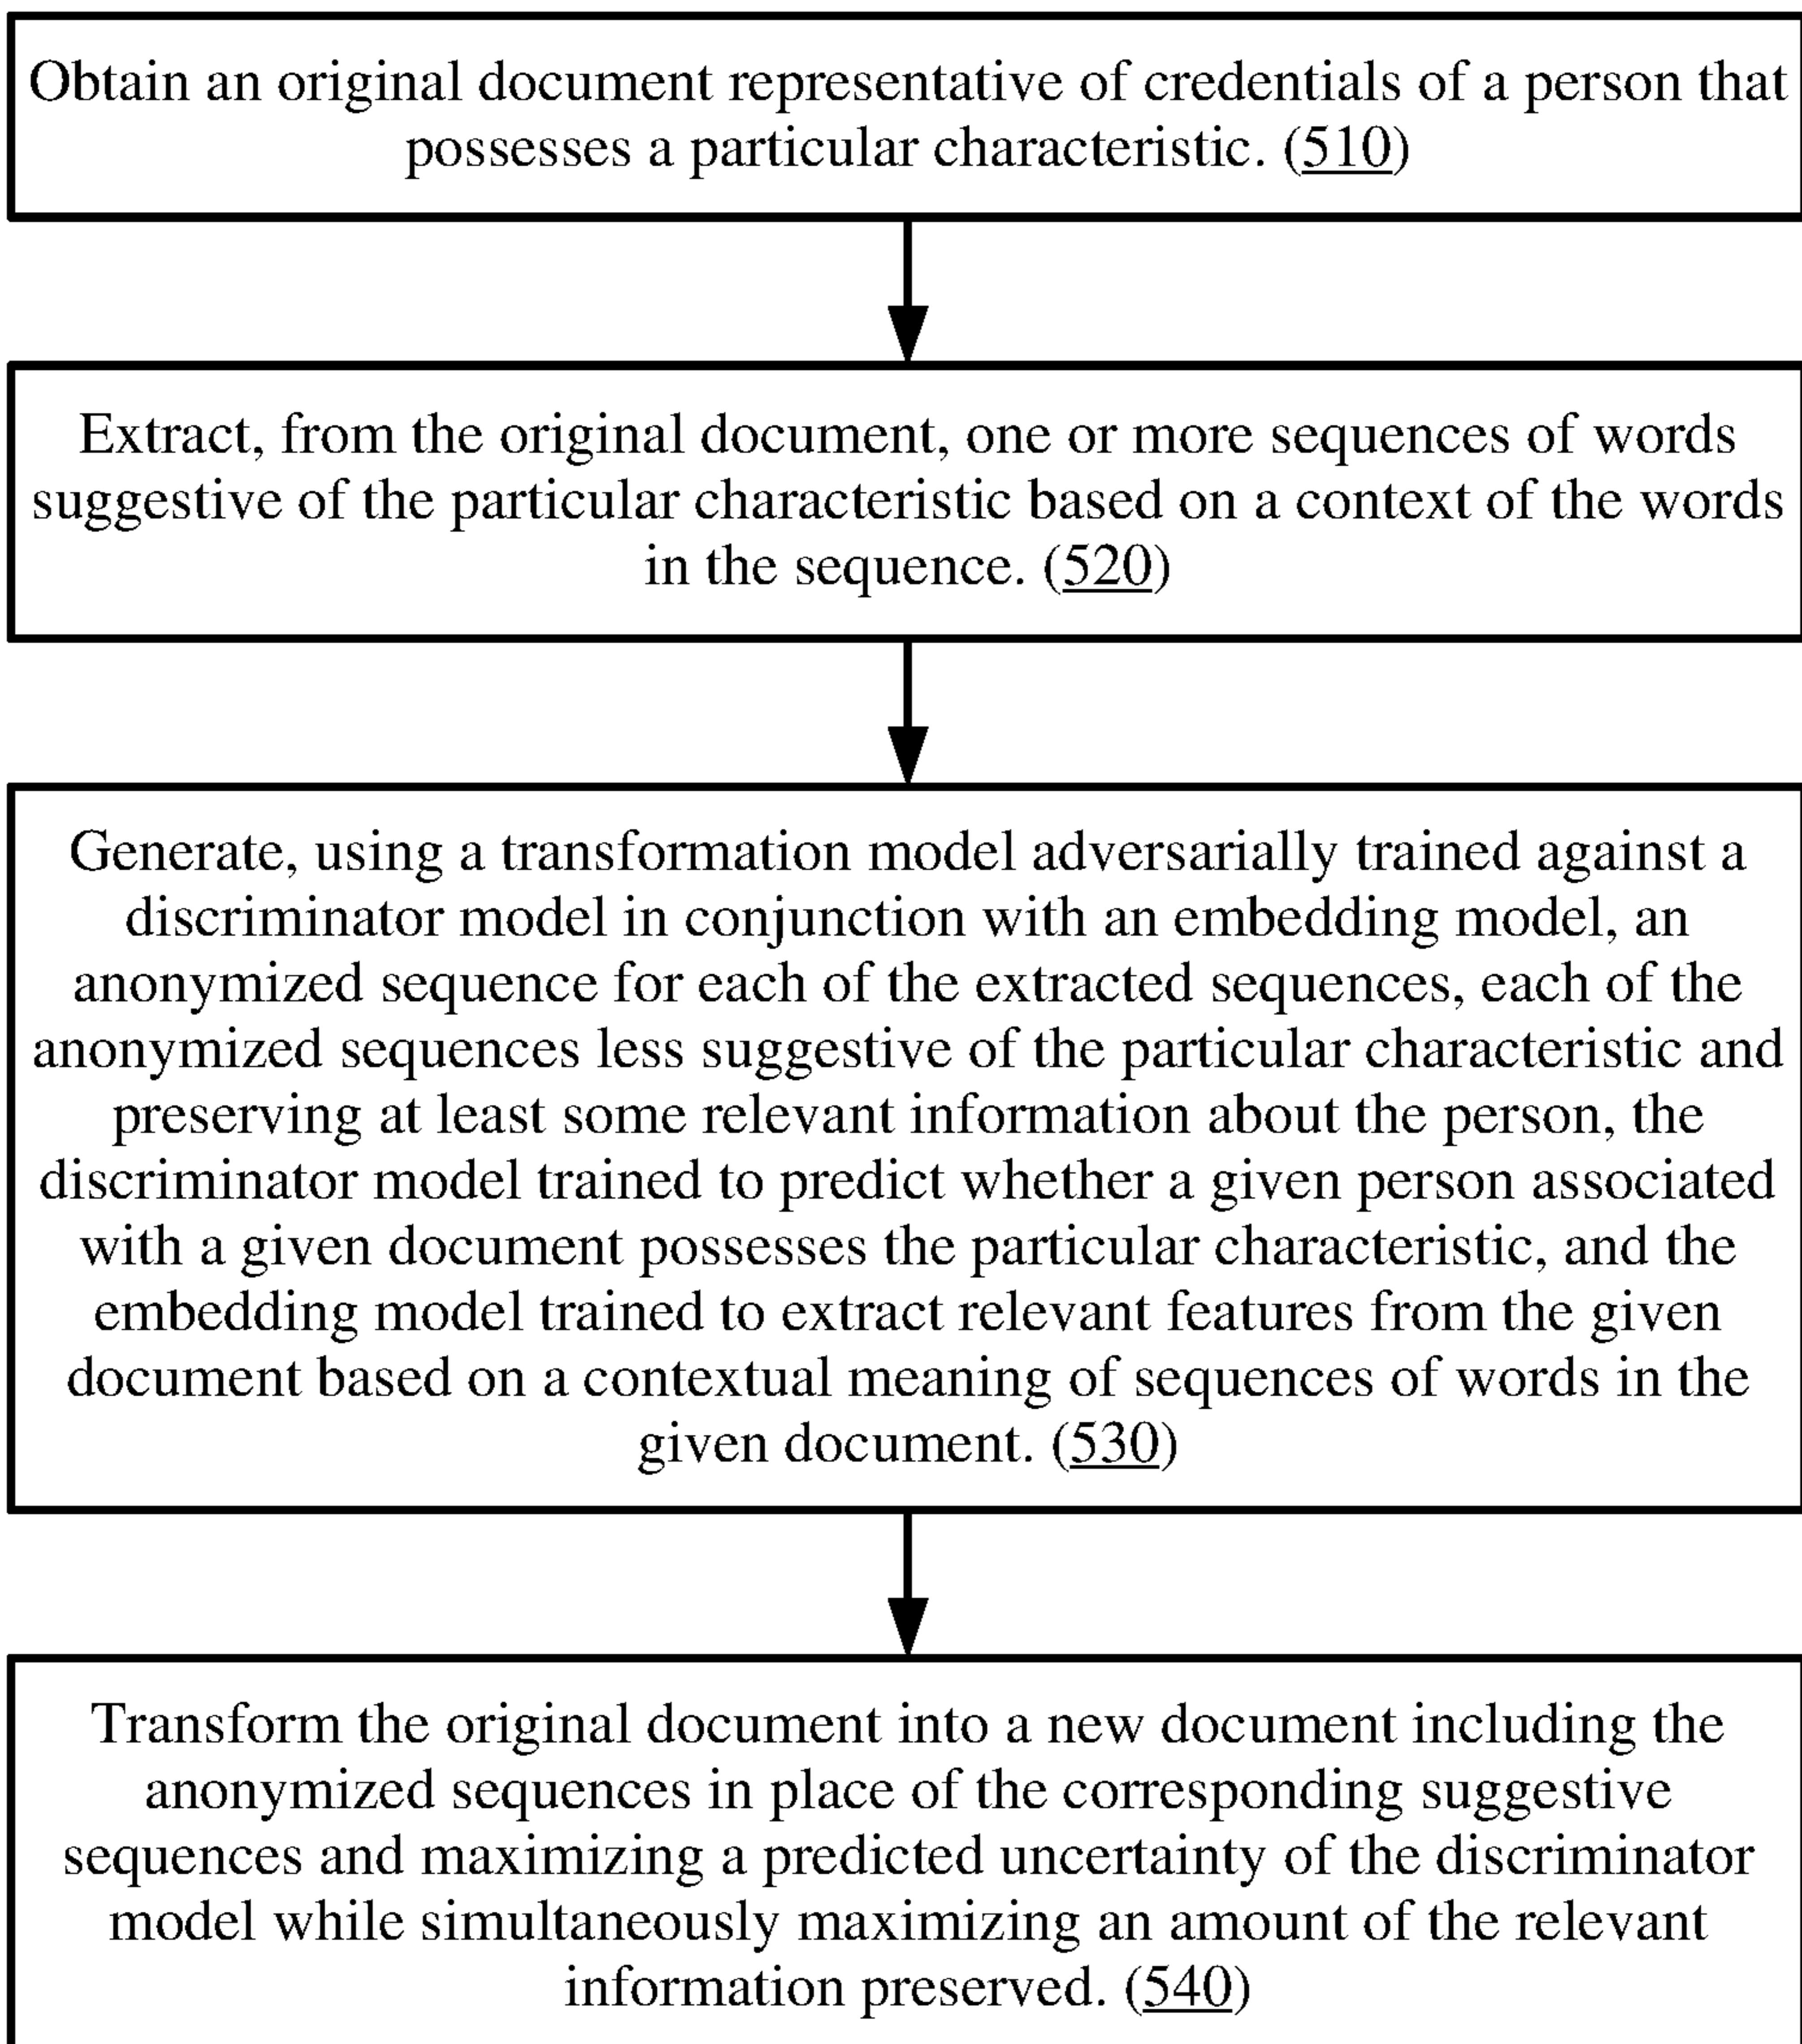 Obtain an original document representative of credentials of a person that
possesses a particular characteristic. (510)
Extract, from the original document, one or more sequences of words
suggestive of the particular characteristic based on a context of the words
in the sequence. (520)
Generate, using a transformation model adversarially trained against a
discriminator model in conjunction with an embedding model, an
anonymized sequence for each of the extracted sequences, each of the
anonymized sequences less suggestive of the particular characteristic and
preserving at least some relevant information about the person, the
discriminator model trained to predict whether a given person associated
with a given document possesses the particular characteristic, and the
embedding model trained to extract relevant features from the given
document based on a contextual meaning of sequences of words in the
given document. (530)
Transform the original document into a new document including the
anonymized sequences in place of the corresponding suggestive
sequences and maximizing a predicted uncertainty of the discriminator
model while simultaneously maximizing an amount of the relevant
information preserved. (540)